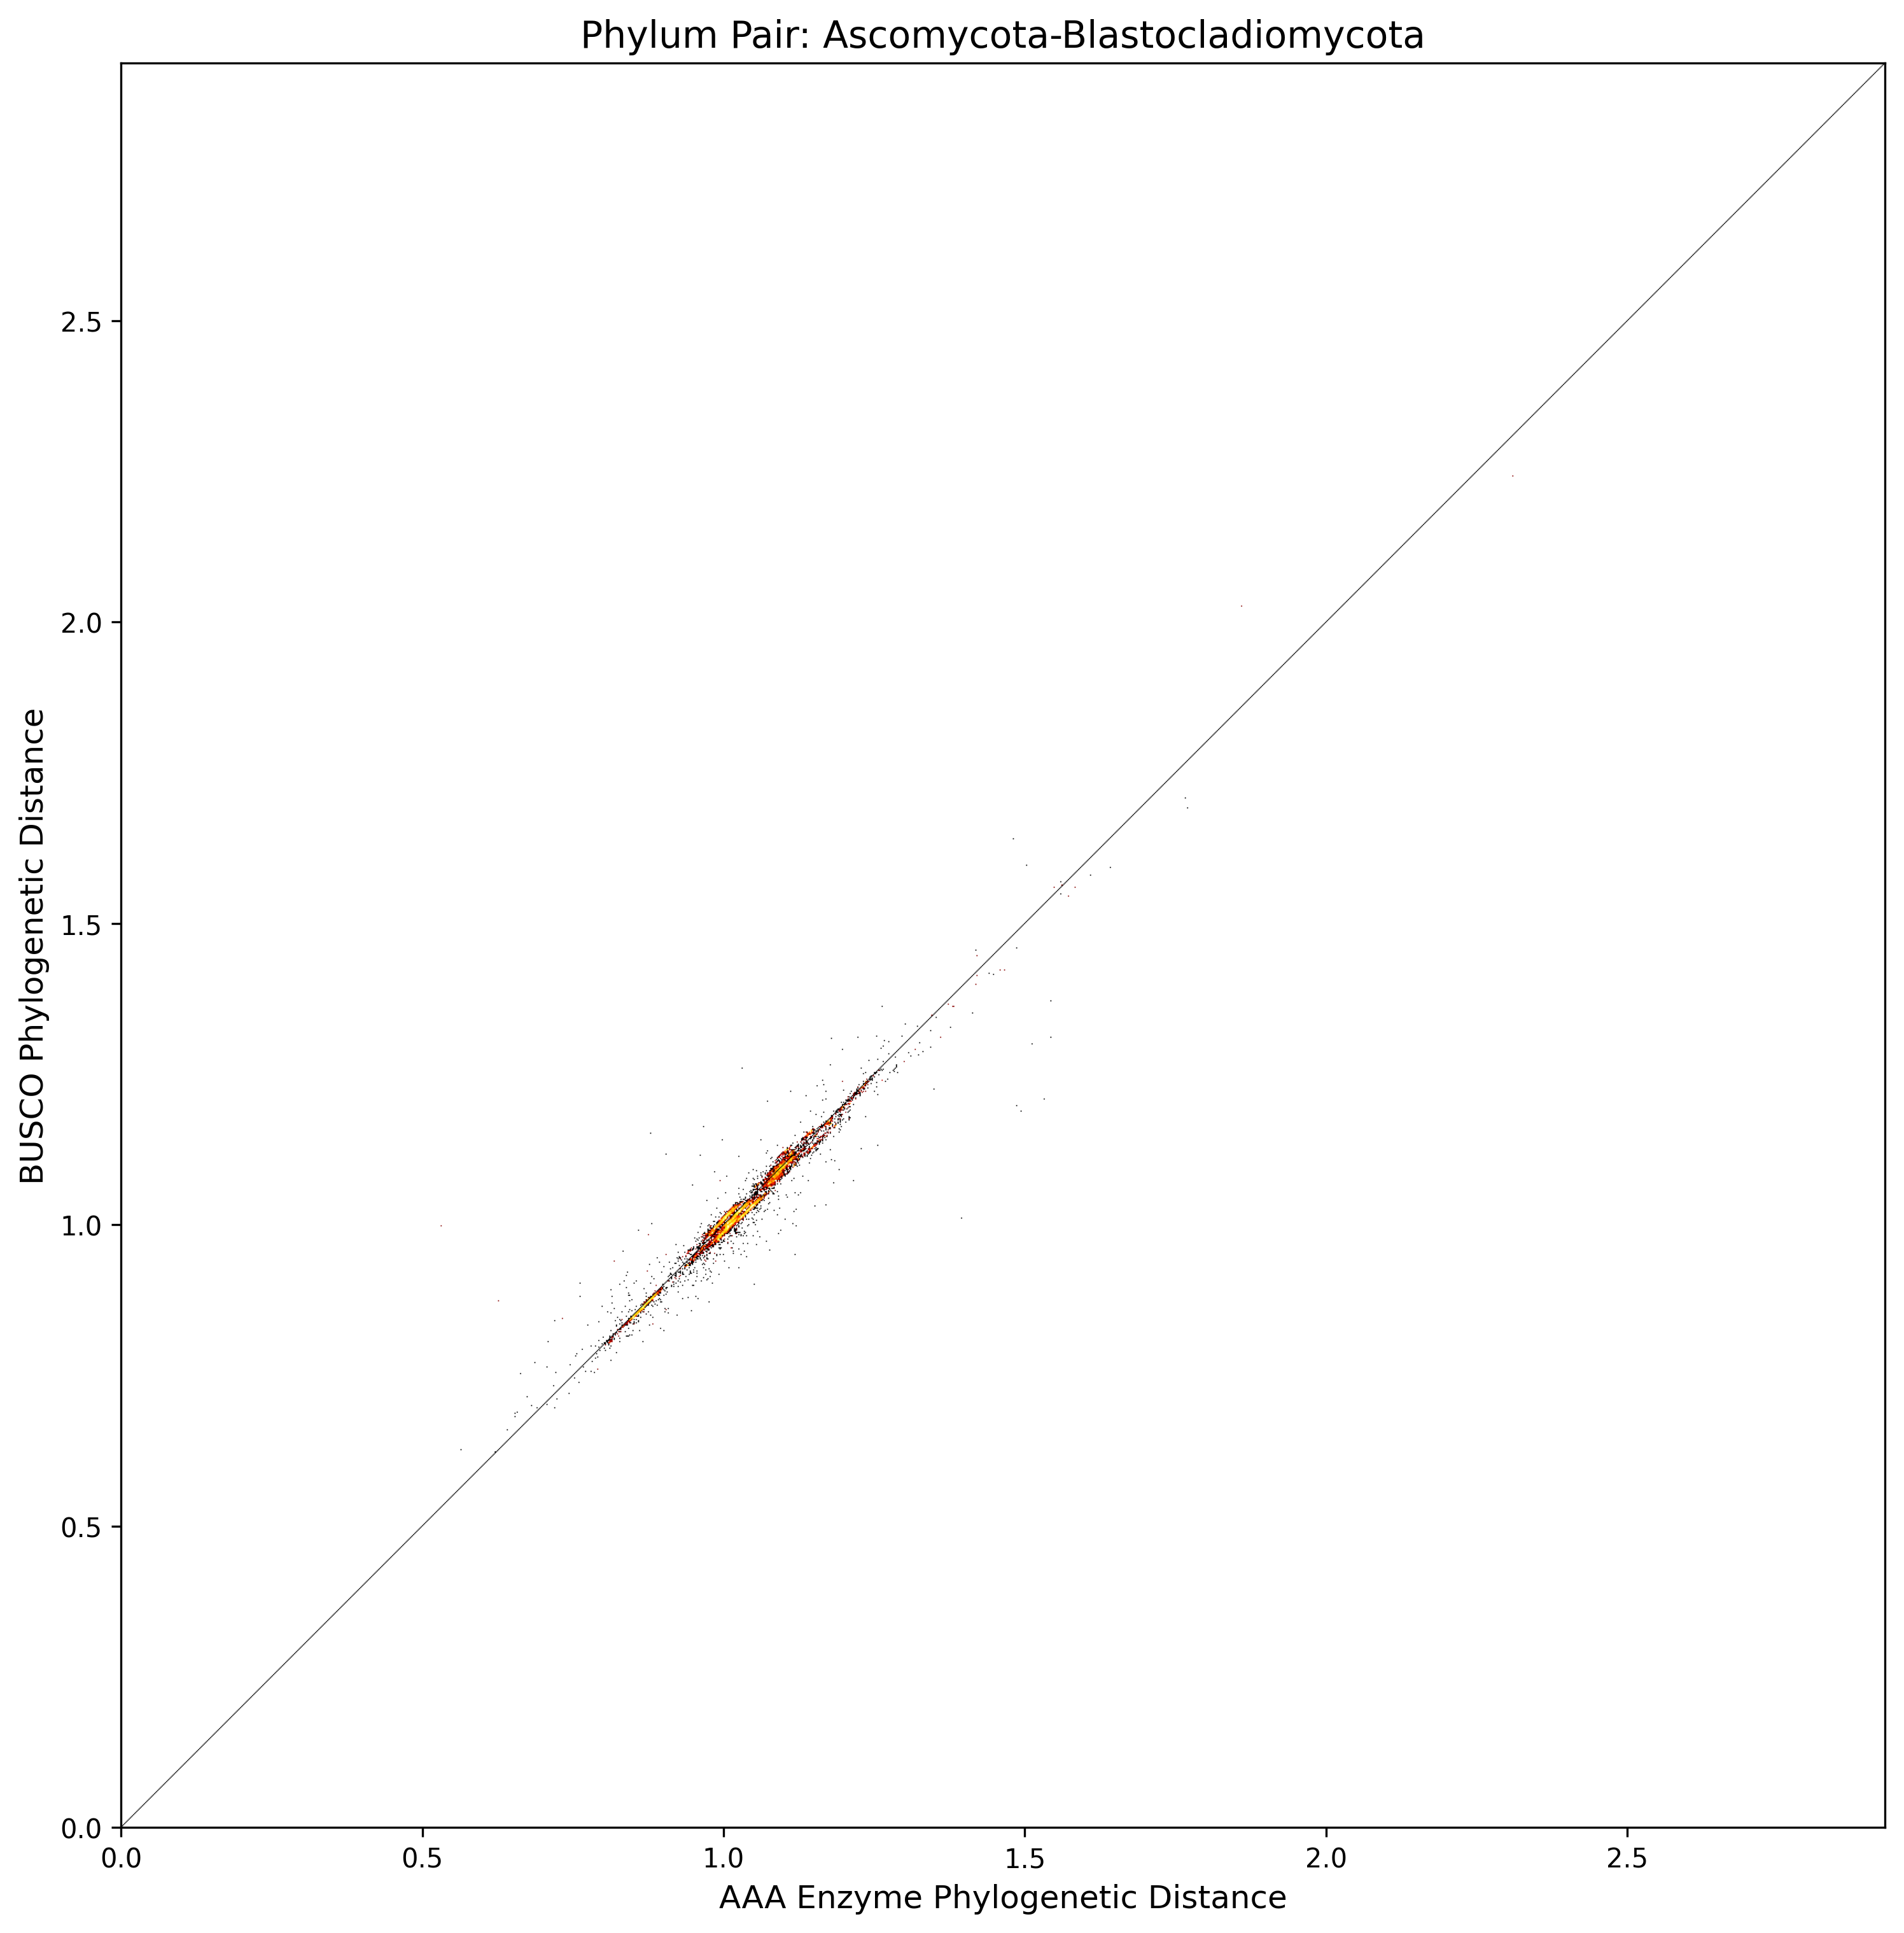 Phylum Pair: Ascomycota-Blastocladiomycota
BUSCO Phylogenetic Distance
2.5
2.0
1.5
1.0
0.5
0.0
0.0 0.5 1.0 1.5 2.0 2.5
AAA Enzyme Phylogenetic Distance